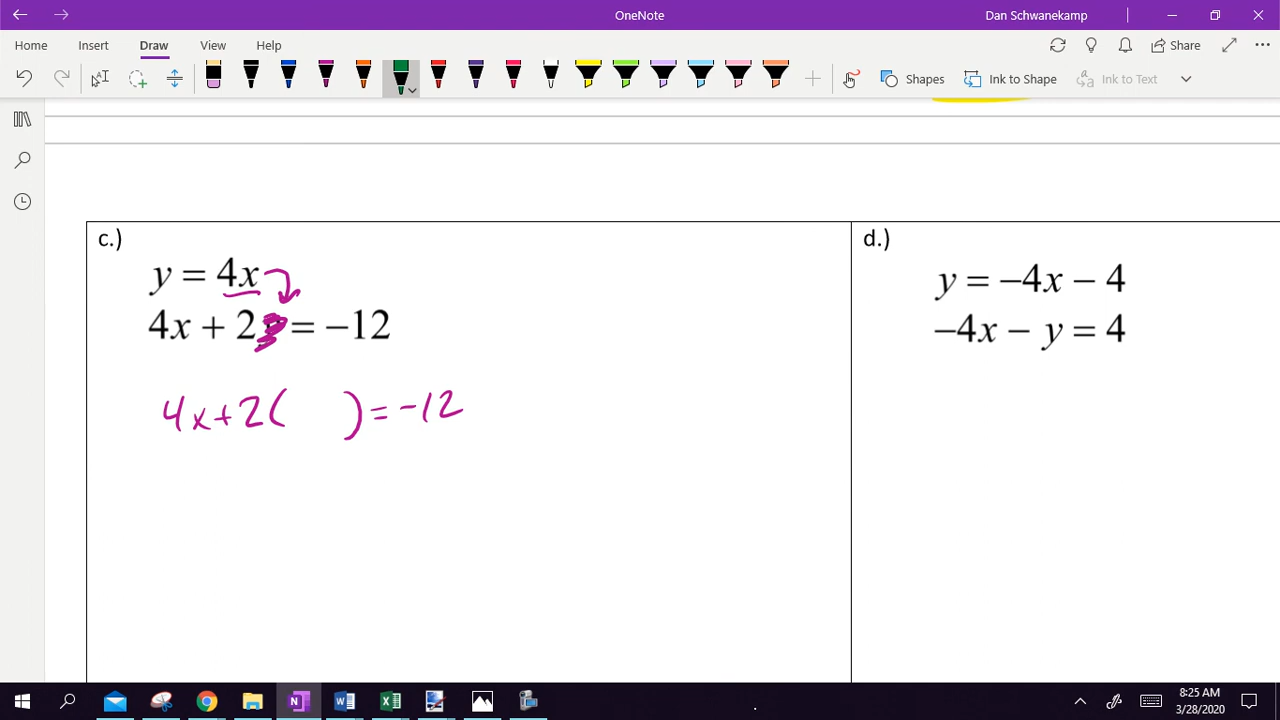 OneNote
Dan Schwanekamp
Home Insert Draw View Help
Share
Shapes
Ink to Shape
Ink to Text
c.)
y = 4x
4x + 2 = −12
4x+2( ) = -12
d.)
y = −4x − 4
−4x − y = 4
8:25 AM
3/28/2020